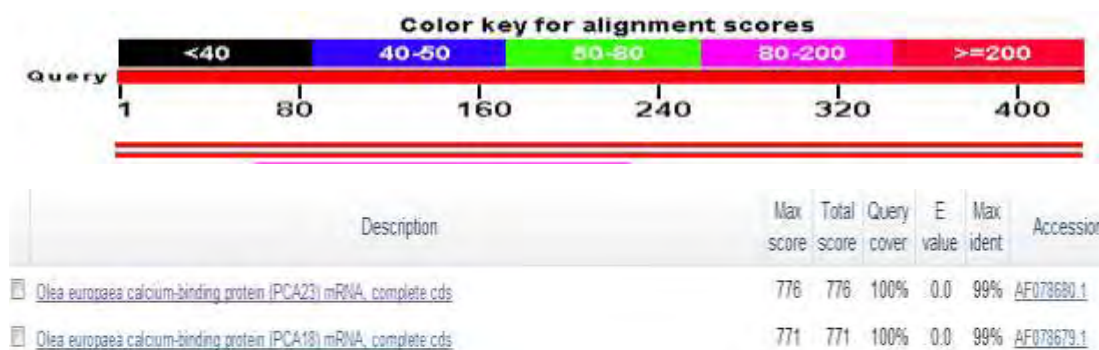 Color key for alignment scores
<40 40-50 50-80 80-200 >=200
Query
1 80 160 240 320 400
Description Max score Total score Query cover E value Max ident Accession
Olea europaea calcium-binding protein (PCA23) mRNA, complete cds 776 776 100% 0.0 99% AF078680.1
Olea europaea calcium-binding protein (PCA18) mRNA, complete cds 771 771 100% 0.0 99% AF078679.1